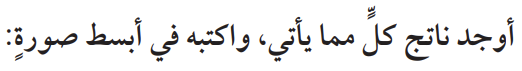 أوجد ناتج كلٍّ مما يأتي، واكتبه في أبسط صورةٍ: